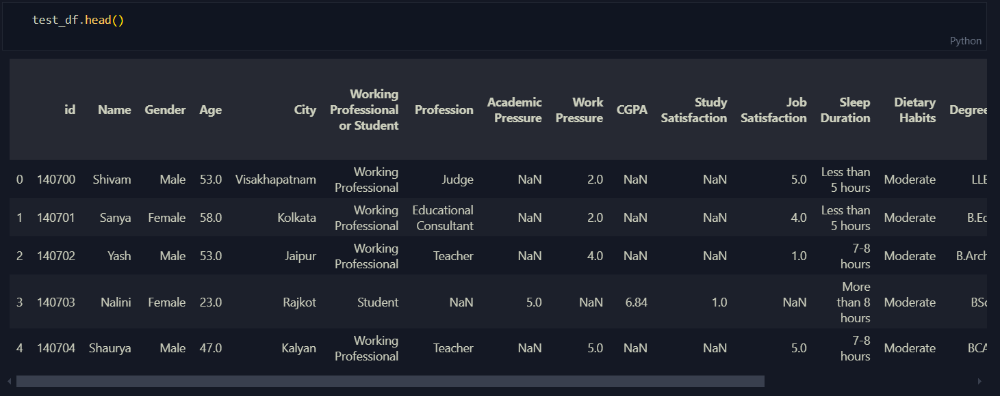 test_df.head()
Python
id Name Gender Age City Working Professional or Student Profession Academic Pressure Work Pressure CGPA Study Satisfaction Job Satisfaction Sleep Duration Dietary Habits Degree
0 140700 Shivam Male 53.0 Visakhapatnam Working Professional Judge NaN 2.0 NaN NaN 5.0 Less than 5 hours Moderate
1 140701 Sanya Female 58.0 Kolkata Working Professional Educational Consultant NaN 2.0 NaN NaN 4.0 Less than 5 hours Moderate B.Ed
2 140702 Yash Male 53.0 Jaipur Working Professional Teacher NaN 4.0 NaN NaN 1.0 7-8 hours Moderate B.Arch
3 140703 Nalini Female 23.0 Rajkot Student NaN 5.0 NaN 6.84 1.0 NaN More than 8 hours Moderate BSc
4 140704 Shaurya Male 47.0 Kalyan Working Professional Teacher NaN 5.0 NaN NaN 5.0 7-8 hours Moderate BCA